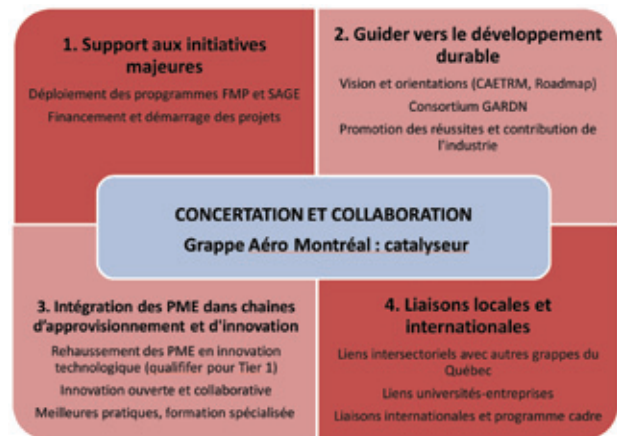 1. Support aux initiatives
majeures
Déploiement des propgrammes FMP et SAGE
Financement et démarrage des projets
2. Guider vers le développement
durable
Vision et orientations (CAETRM, Roadmap)
Consortium GARDN
Promotion des réussites et contribution de
l'industrie
CONCERTATION ET COLLABORATION
Grappe Aéro Montréal : catalyseur
3. Intégration des PME dans chaines
d'approvisionnement et d'innovation
Rehaussement des PME en innovation
technologique (qualififer pour Tier 1)
Innovation ouverte et collaborative
Meilleures pratiques, formation spécialisée
4. Liaisons locales et
internationales
Liens intersectoriels avec autres grappes du
Québec
Liens universités-entreprises
Liaisons internationales et programme cadre